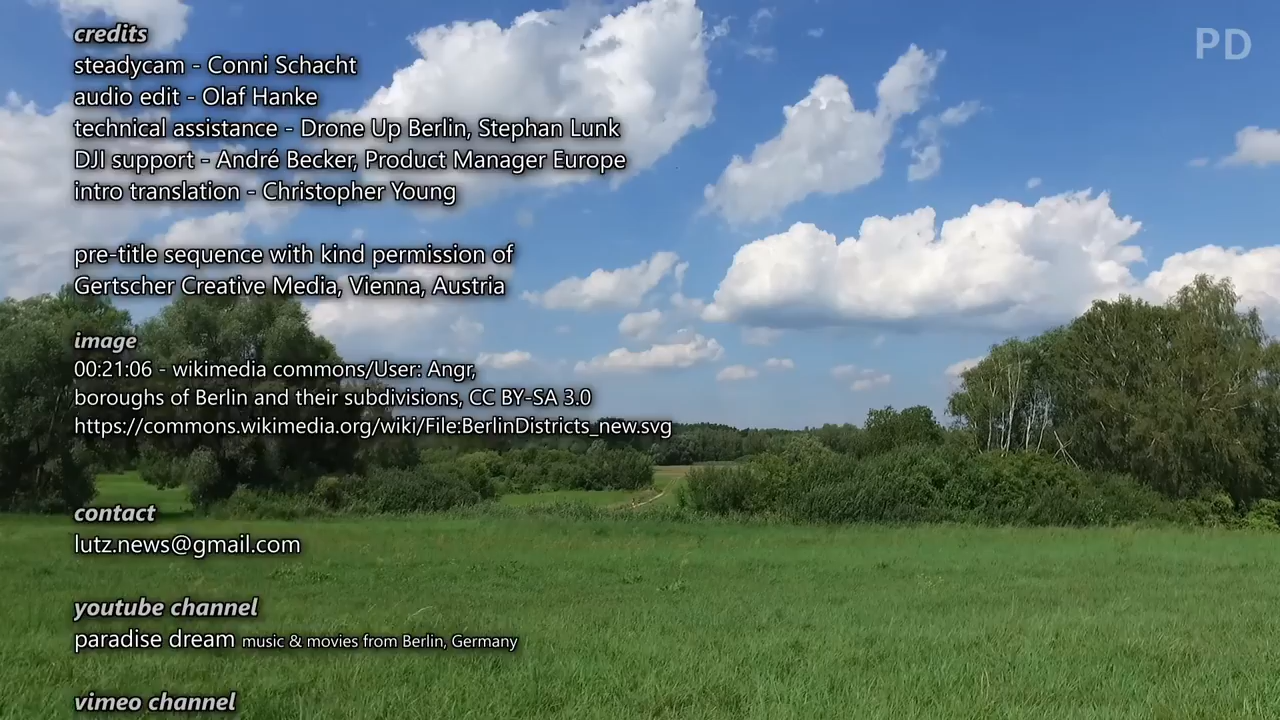 credits
PD
steadycam - Conni Schacht
audio edit - Olaf Hanke
technical assistance - Drone Up Berlin, Stephan Lunk
DJI support - André Becker, Product Manager Europe
intro translation - Christopher Young
pre-title sequence with kind permission of
Gertscher Creative Media, Vienna, Austria
image
00:21:06 - wikimedia commons/User: Angr,
boroughs of Berlin and their subdivisions, CC BY-SA 3.0
https://commons.wikimedia.org/wiki/File:BerlinDistricts_new.svg
contact
lutz.news@gmail.com
youtube channel
paradise dream music & movies from Berlin, Germany
vimeo channel